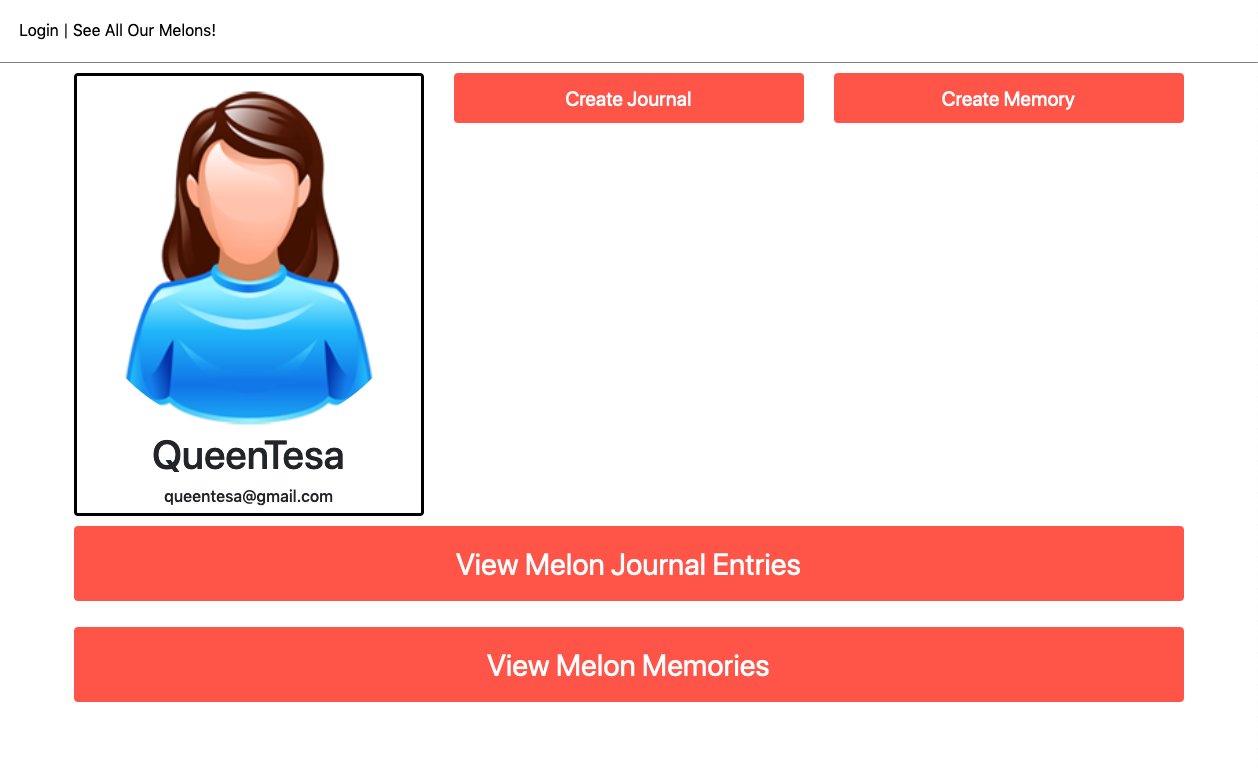 Login | See All Our Melons!
Create Journal
Create Memory
QueenTesa
queentesa@gmail.com
View Melon Journal Entries
View Melon Memories